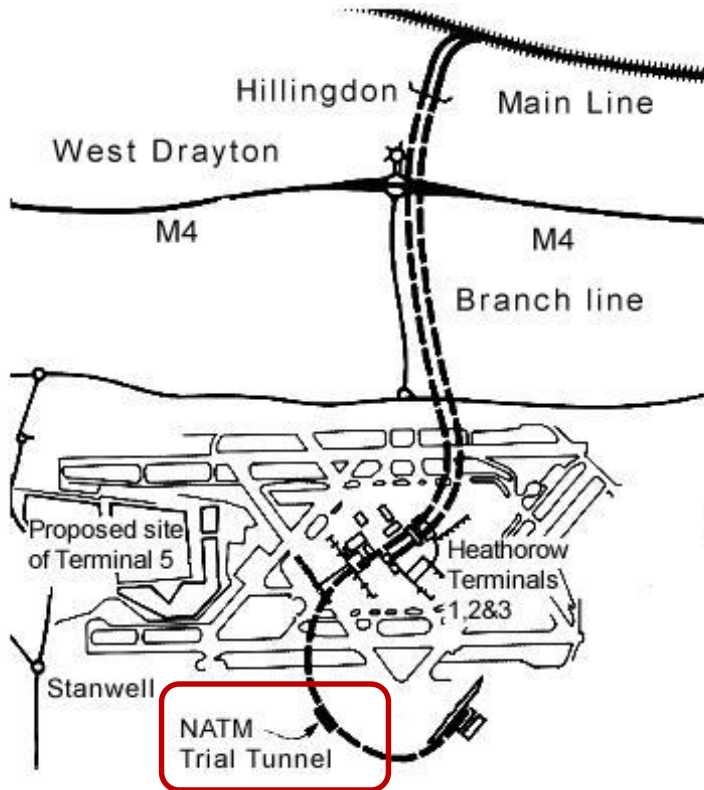 Hillingdon
Main Line
West Drayton
M4
M4
Branch line
Proposed site
of Terminal 5
Heathorow
Terminals
1,2&3
Stanwell
NATM
Trial Tunnel